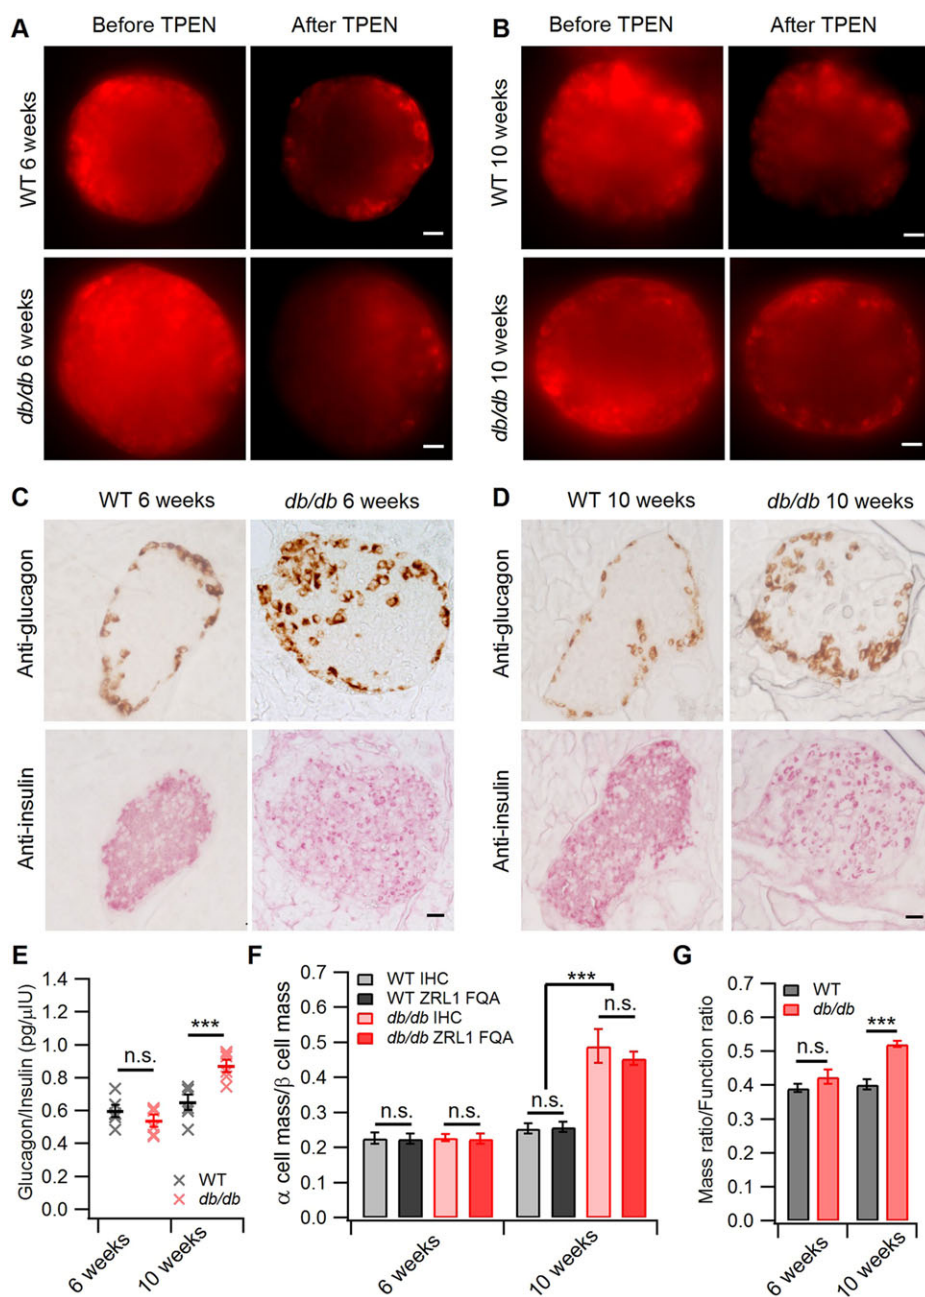 A
Before TPEN
After TPEN
WT 6 weeks
db/db 6 weeks
B
Before TPEN
After TPEN
WT 10 weeks
db/db 10 weeks
C
WT 6 weeks
db/db 6 weeks
Anti-glucagon
Anti-insulin
D
WT 10 weeks
db/db 10 weeks
Anti-glucagon
Anti-insulin
E
Glucagon/Insulin (pg/µIU)
1.4
1.2
1.0
0.8
0.6
0.4
0.2
0.0
n.s.
***
WT
db/db
6 weeks
10 weeks
F
α cell mass/β cell mass
0.7
0.6
0.5
0.4
0.3
0.2
0.1
0.0
WT IHC
WT ZRL1 FQA
db/db IHC
db/db ZRL1 FQA
n.s.
n.s.
n.s.
***
n.s.
6 weeks
10 weeks
G
Mass ratio/Function ratio
0.7
0.6
0.5
0.4
0.3
0.2
0.1
0.0
WT
db/db
n.s.
***
6 weeks
10 weeks